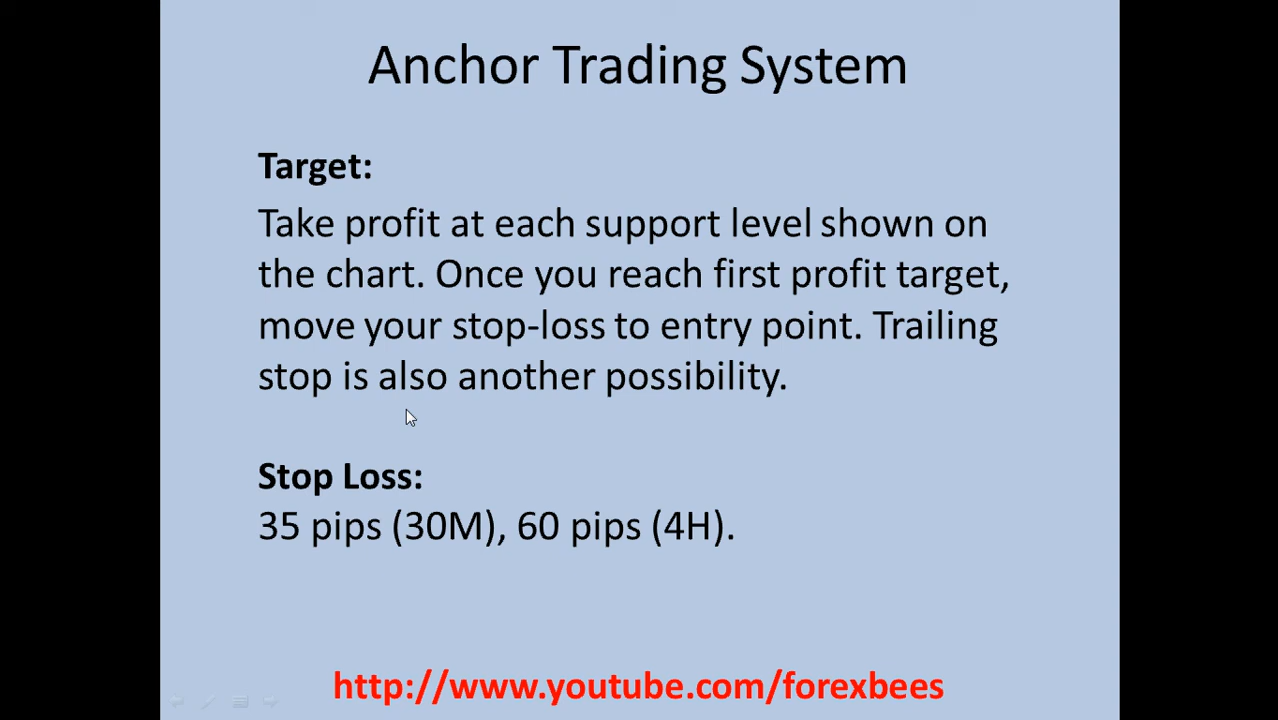 Anchor Trading System
Target:
Take profit at each support level shown on
the chart. Once you reach first profit target,
move your stop-loss to entry point. Trailing
stop is also another possibility.
Stop Loss:
35 pips (30M), 60 pips (4H).
http://www.youtube.com/forexbees